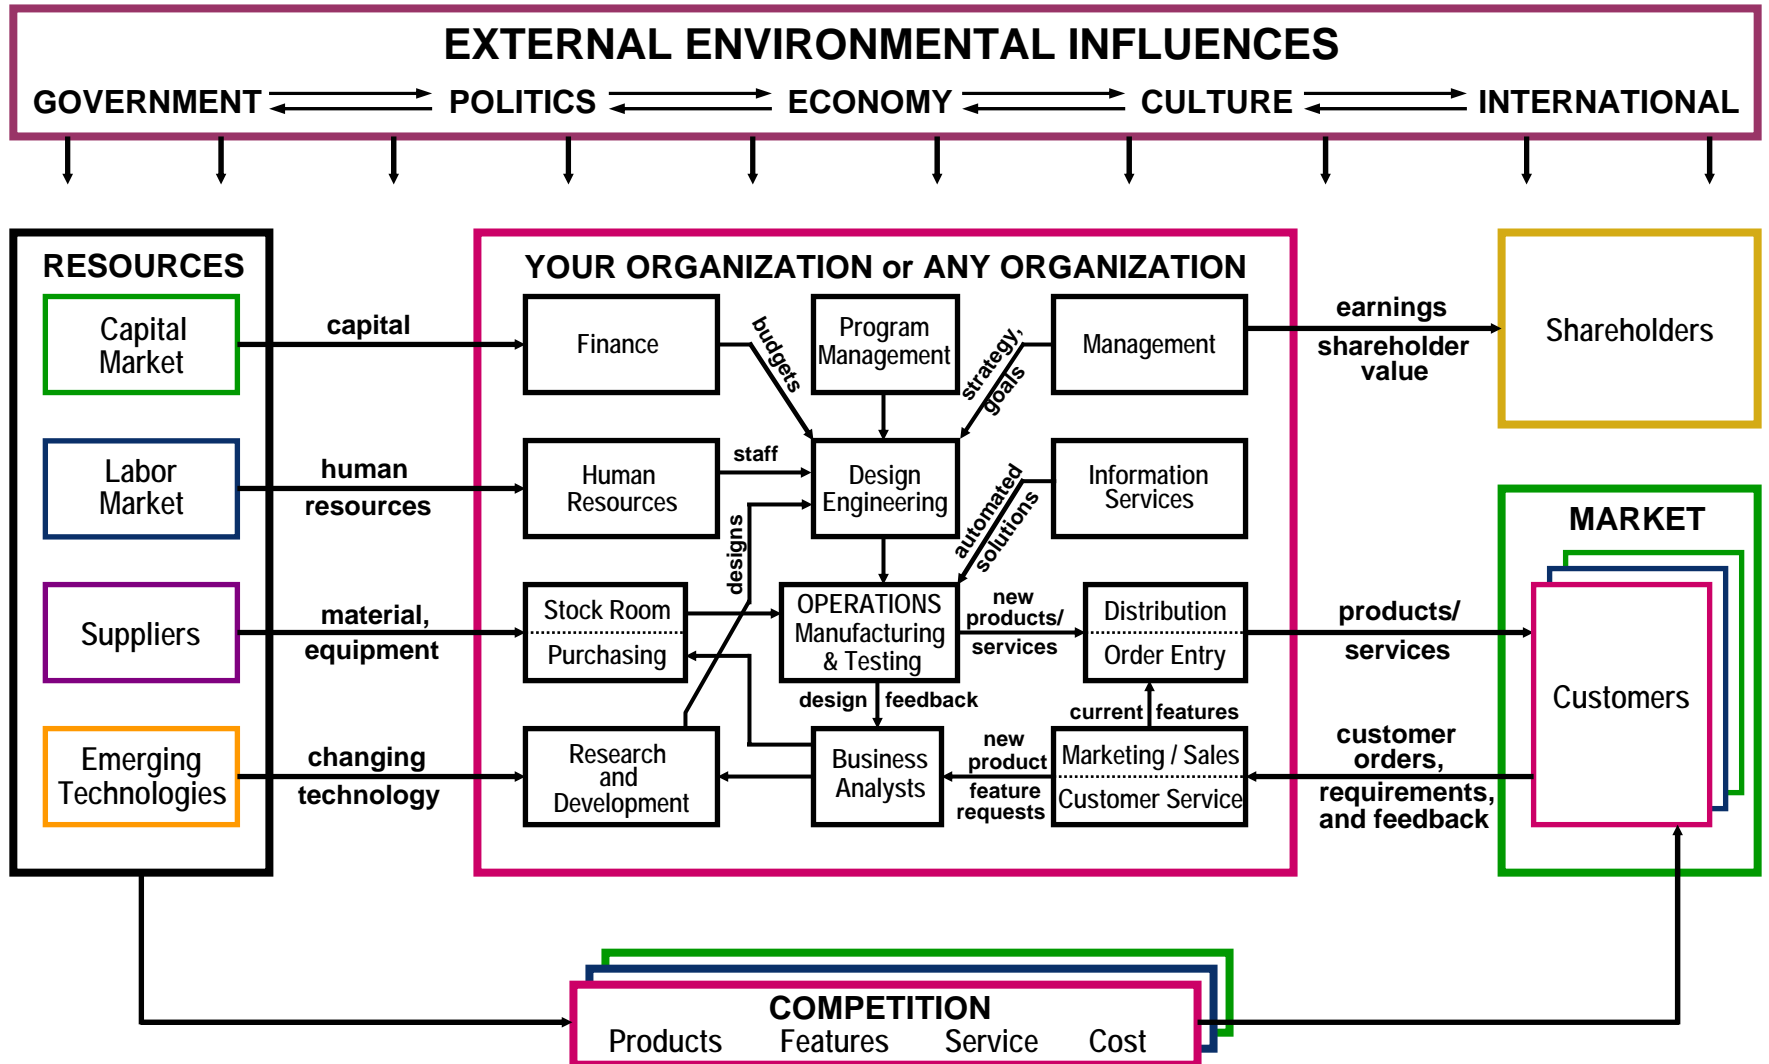 EXTERNAL ENVIRONMENTAL INFLUENCES
GOVERNMENT POLITICS ECONOMY CULTURE INTERNATIONAL
RESOURCES
Capital
Market
Labor
Market
Suppliers
Emerging
Technologies
capital
human
resources
material,
equipment
changing
technology
YOUR ORGANIZATION or ANY ORGANIZATION
Finance
budgets
Program
Management
strategy,
goals
Management
Human
Resources
staff
Design
Engineering
Information
Services
automated
solutions
designs
Stock Room
Purchasing
OPERATIONS
Manufacturing
& Testing
new
products/
services
Distribution
Order Entry
design feedback
current features
Research
and
Development
Business
Analysts
new
product
feature
requests
Marketing / Sales
Customer Service
earnings
shareholder
value
Shareholders
products/
services
customer
orders,
requirements,
and feedback
MARKET
Customers
COMPETITION
Products Features Service Cost